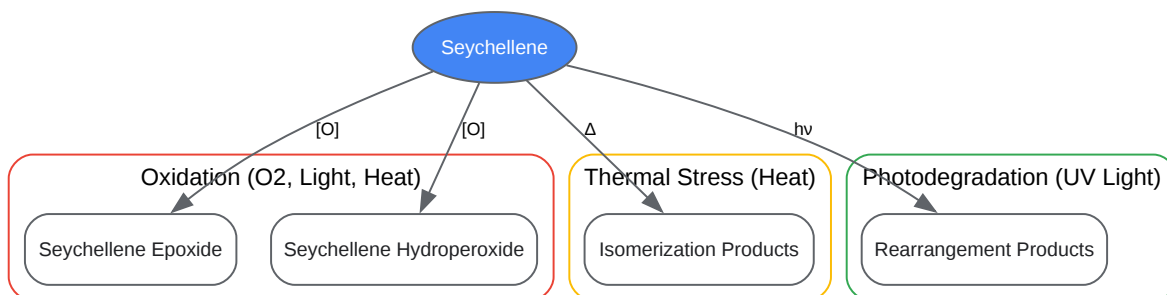 Seychellene
[O]
[O]
Δ
hν
Oxidation (O2, Light, Heat)
Thermal Stress (Heat)
Photodegradation (UV Light)
Seychellene Epoxide
Seychellene Hydroperoxide
Isomerization Products
Rearrangement Products